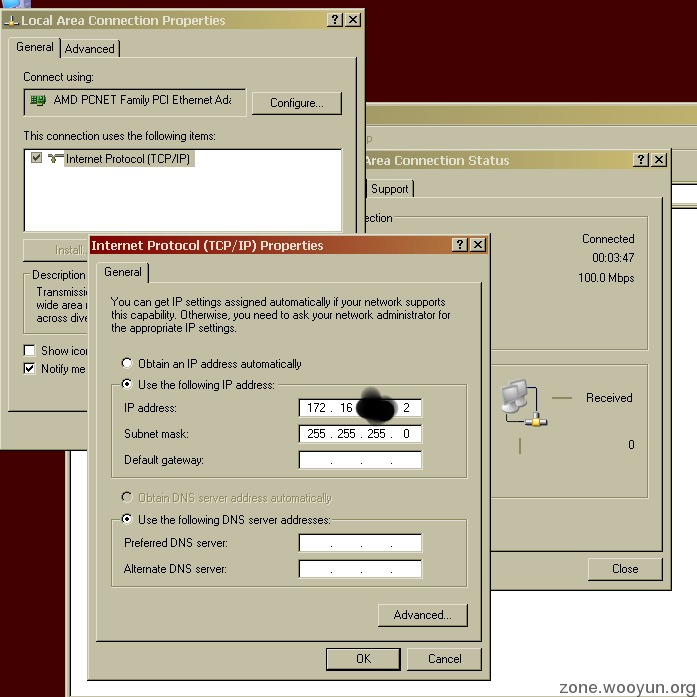 Local Area Connection Properties
General
Advanced
Connect using:
AMD PCNET Family PCI Ethernet Ada
Configure...
This connection uses the following items:
Internet Protocol (TCP/IP)
Install.
Description
Transmissi
wide area
across dive
Show icon
Notify me
p
Area Connection Status
Support
ection
Connected
00:03:47
100.0 Mbps
Received
0
Close
Internet Protocol (TCP/IP) Properties
General
You can get IP settings assigned automatically if your network supports
this capability. Otherwise, you need to ask your network administrator for
the appropriate IP settings.
Obtain an IP address automatically
Use the following IP address:
IP address: 172 . 16 2
Subnet mask: 255 . 255 . 255 . 0
Default gateway: . . .
Obtain DNS server address automatically
Use the following DNS server addresses:
Preferred DNS server: . . .
Alternate DNS server: . . .
Advanced...
OK
Cancel
zone.wooyun.org